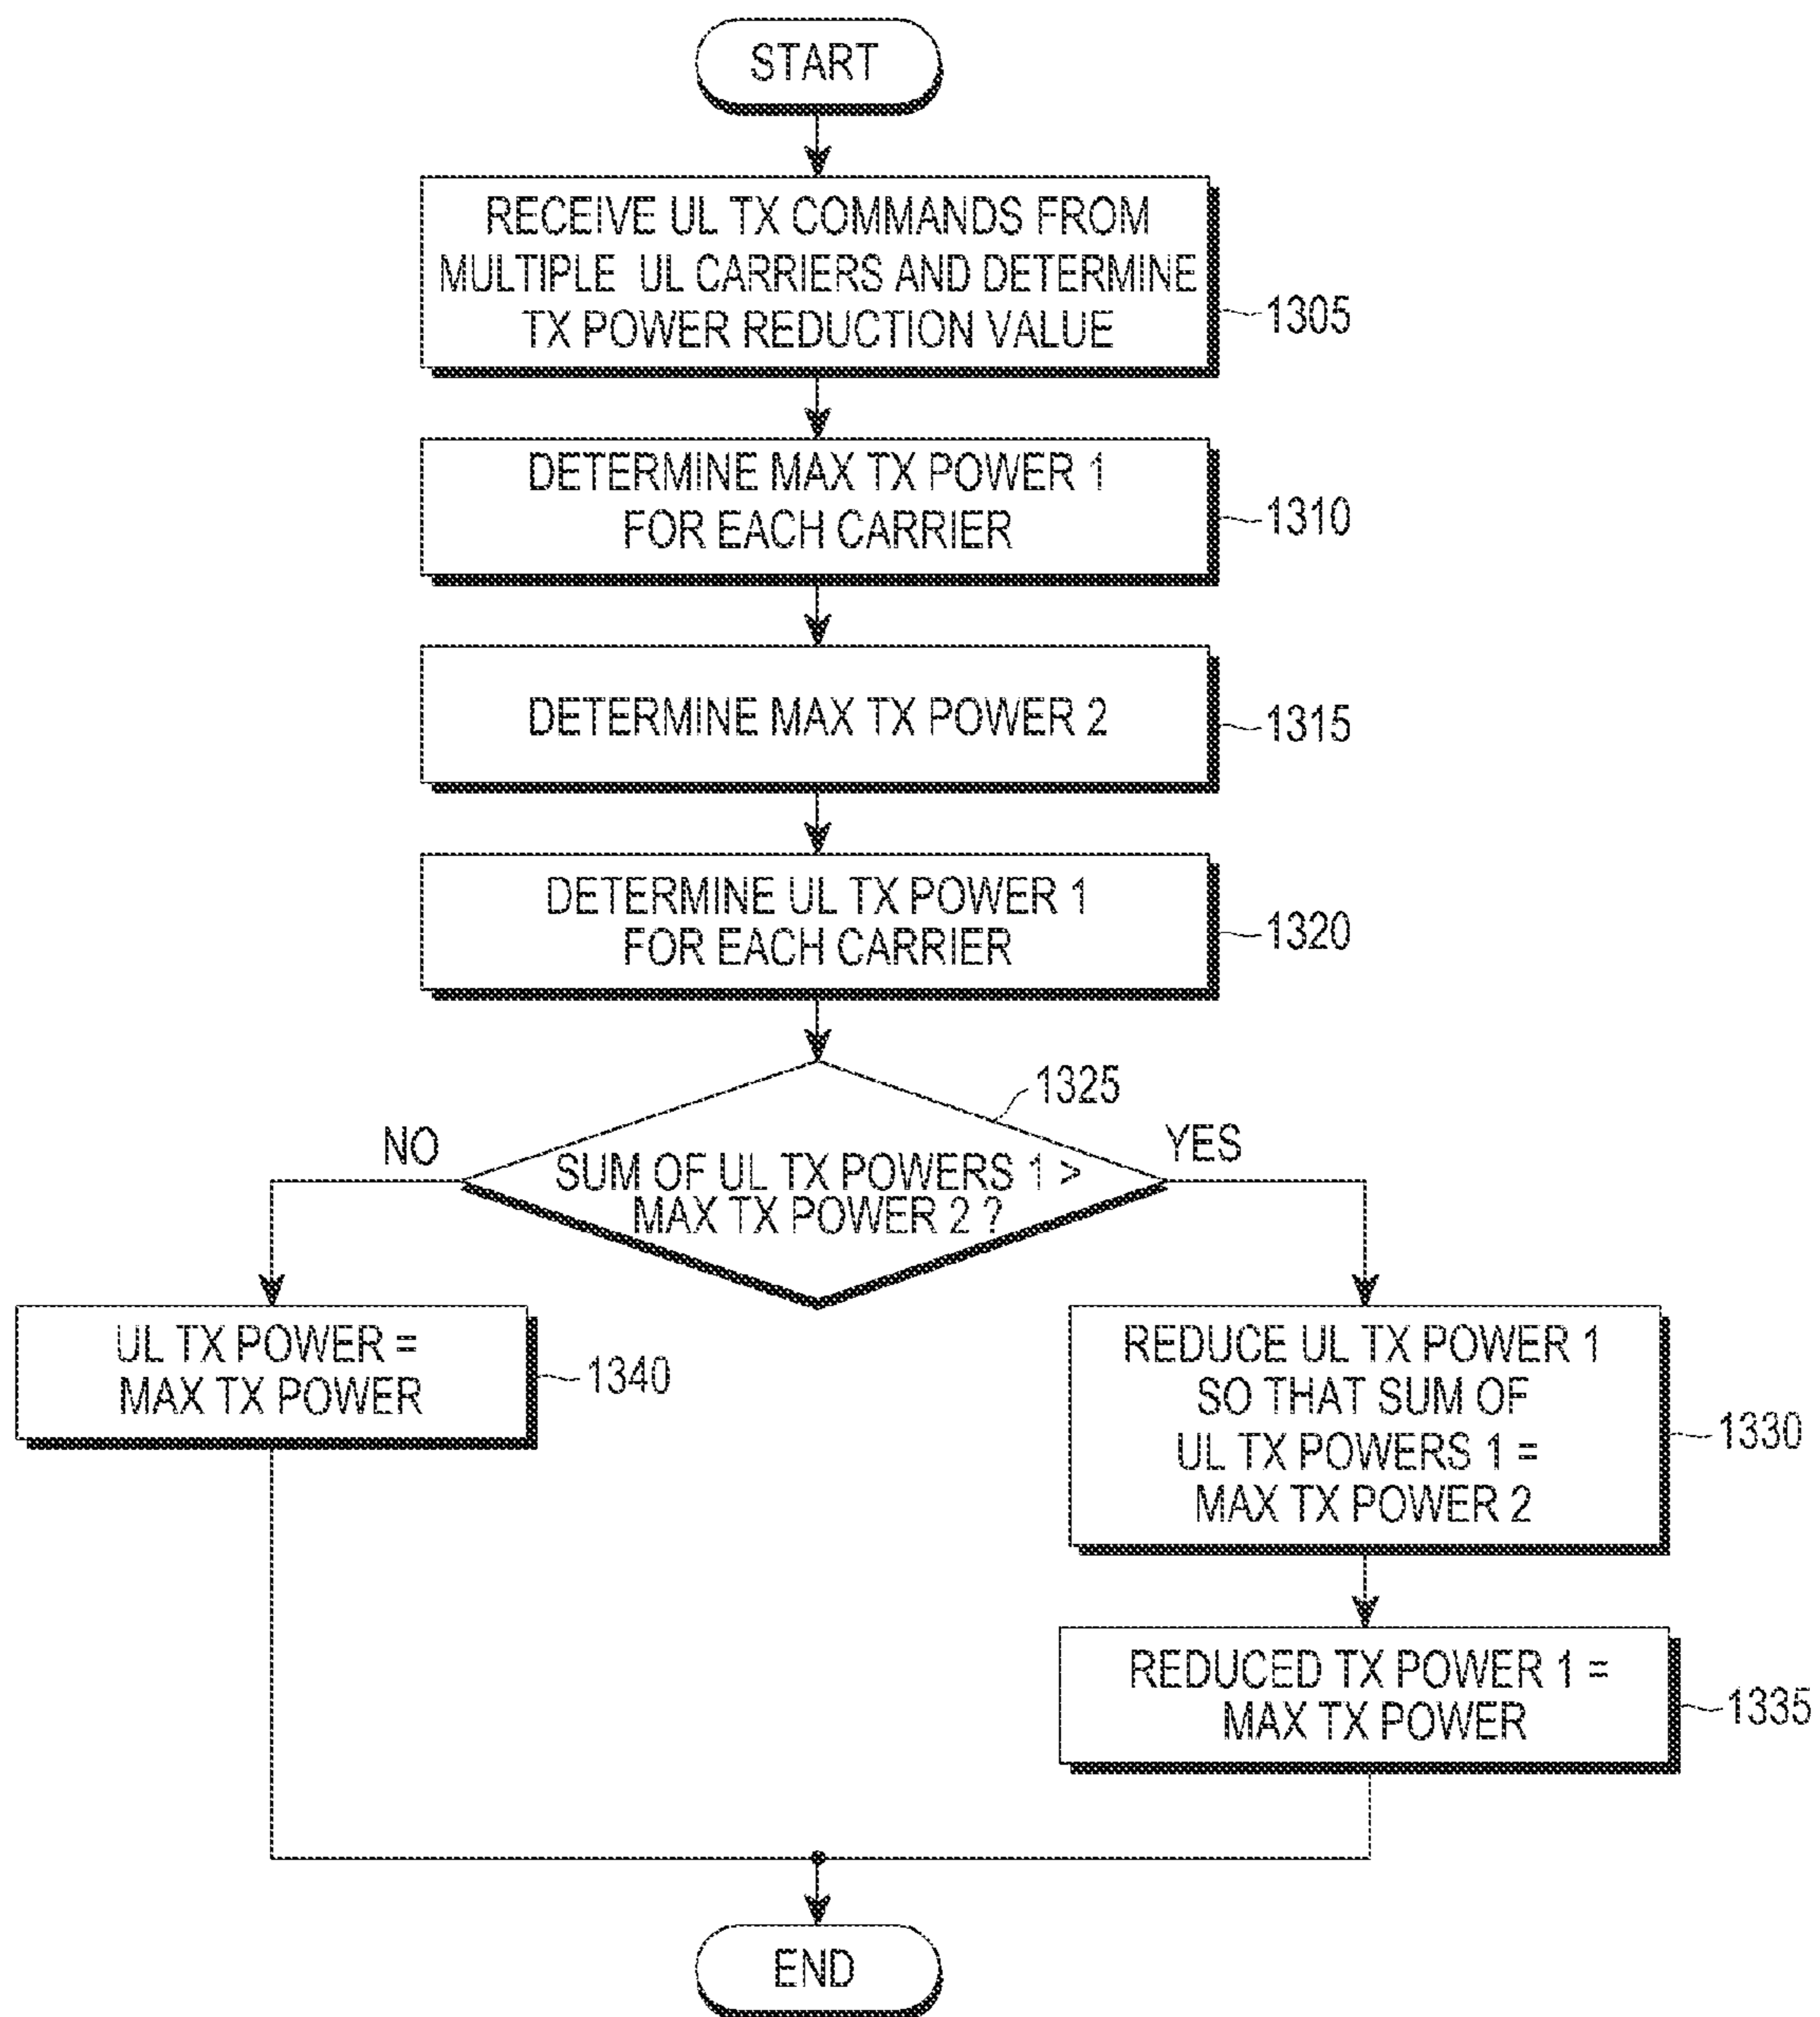 START
RECEIVE UL TX COMMANDS FROM
MULTIPLE UL CARRIERS AND DETERMINE
TX POWER REDUCTION VALUE
1305
DETERMINE MAX TX POWER 1
FOR EACH CARRIER
1310
DETERMINE MAX TX POWER 2
1315
DETERMINE UL TX POWER 1
FOR EACH CARRIER
1320
1325
NO
YES
SUM OF UL TX POWERS 1 >
MAX TX POWER 2 ?
UL TX POWER =
MAX TX POWER
1340
REDUCE UL TX POWER 1
SO THAT SUM OF
UL TX POWERS 1 =
MAX TX POWER 2
1330
REDUCED TX POWER 1 =
MAX TX POWER
1335
END